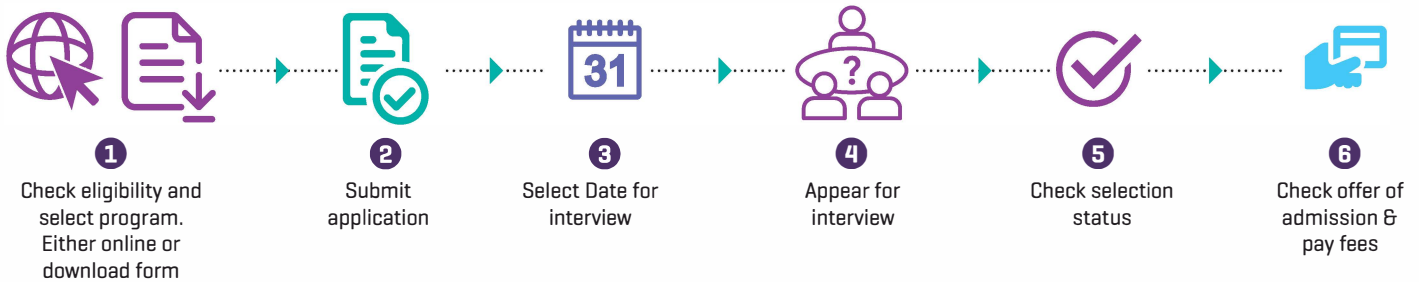 31
?
1
Check eligibility and
select program.
Either online or
download form
2
Submit
application
3
Select Date for
interview
4
Appear for
interview
5
Check selection
status
6
Check offer of
admission &
pay fees